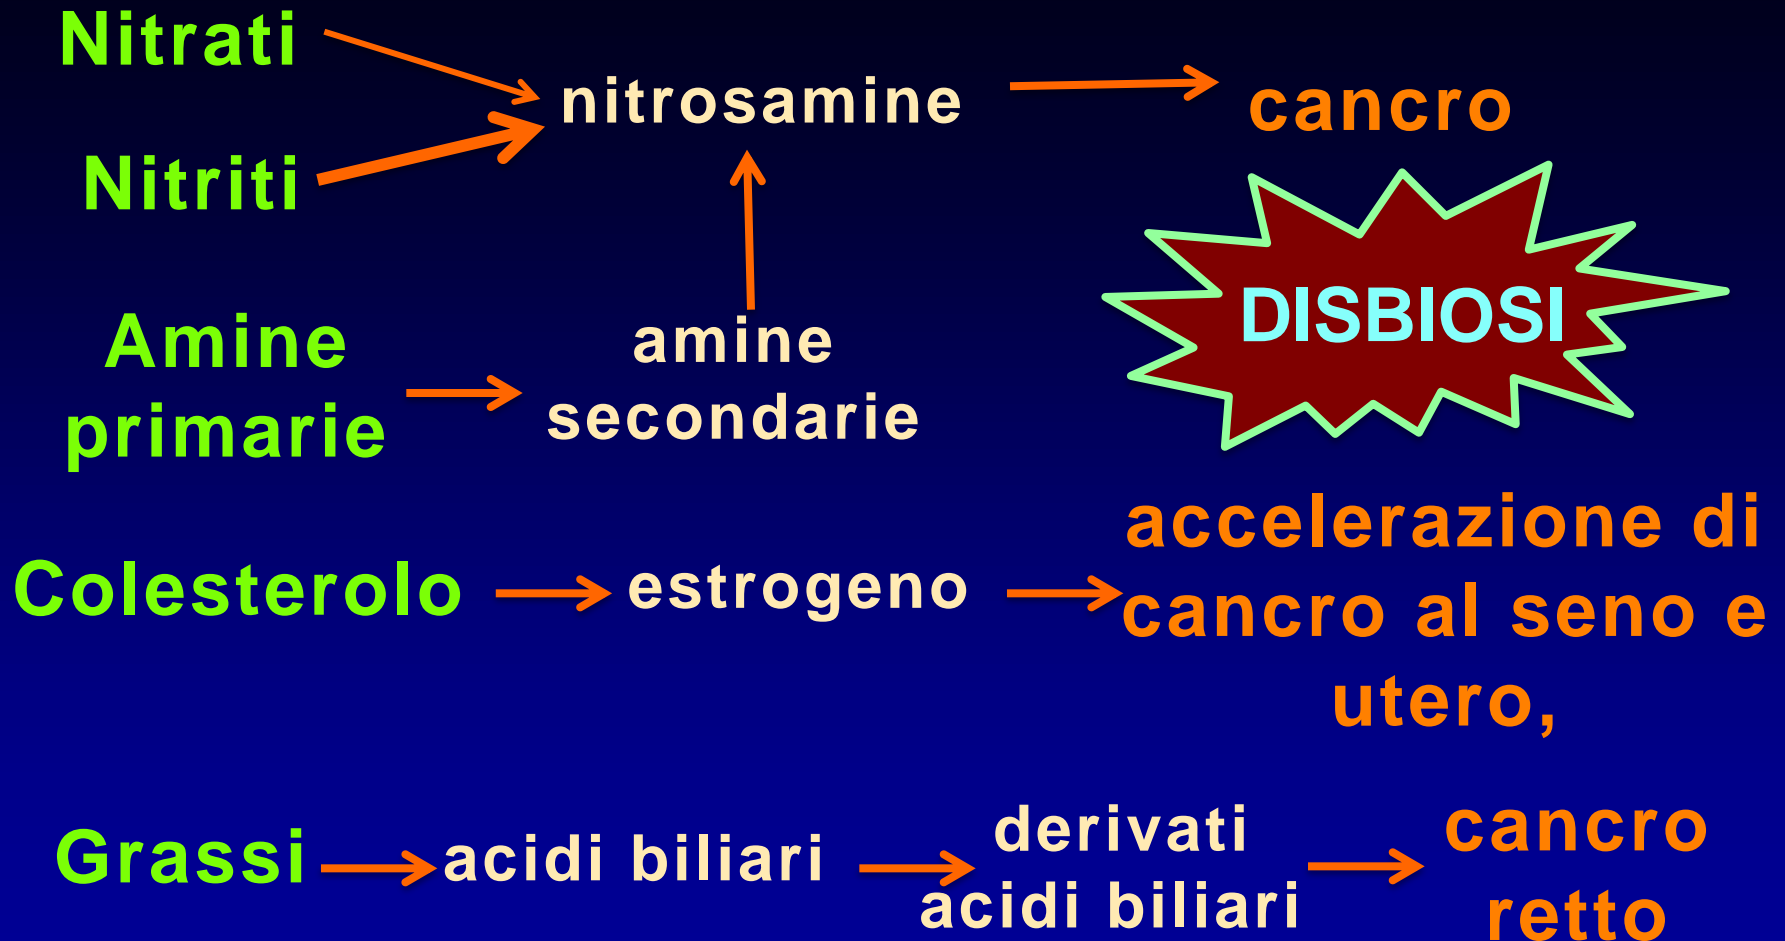 Nitrati
nitrosamine
cancro
Nitriti
DISBIOSI
Amine
primarie
amine
secondarie
Colesterolo
estrogeno
accelerazione di
cancro al seno e
utero,
Grassi
acidi biliari
derivati
acidi biliari
cancro
retto